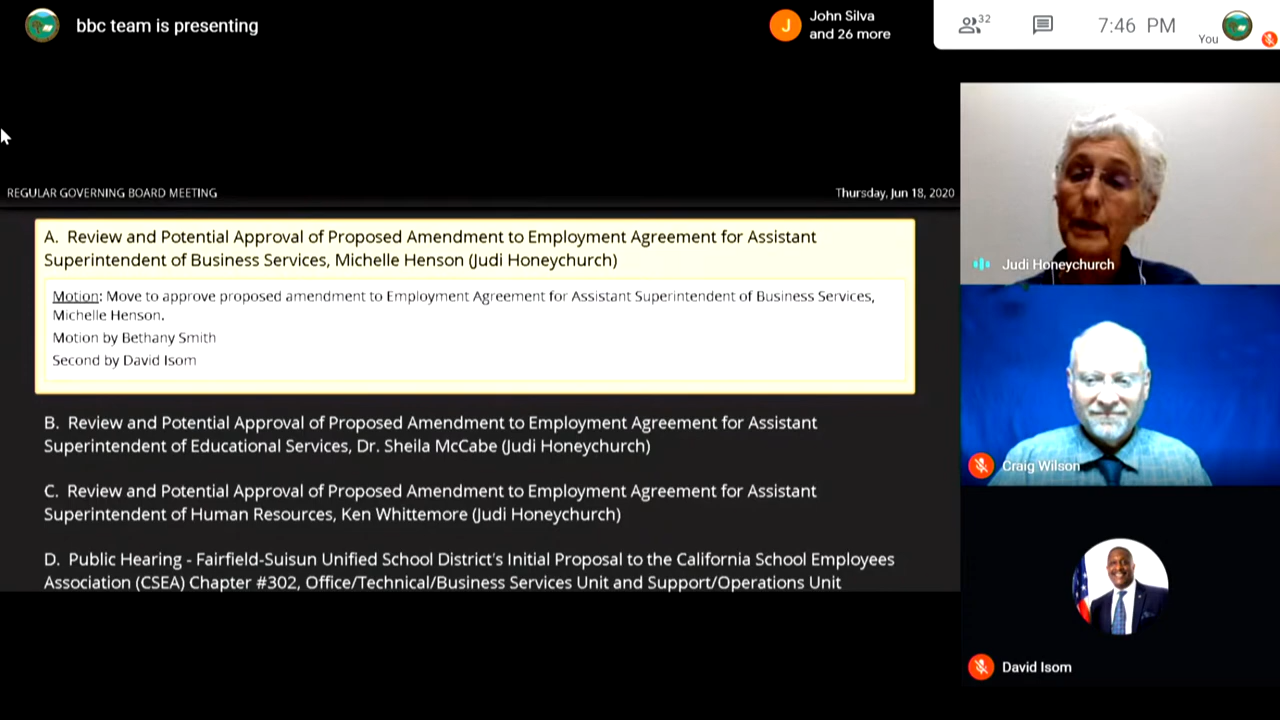 bbc team is presenting
J
John Silva
and 26 more
32
7:46 PM
You
REGULAR GOVERNING BOARD MEETING
Thursday, Jun 18, 2020
A. Review and Potential Approval of Proposed Amendment to Employment Agreement for Assistant
Superintendent of Business Services, Michelle Henson (Judi Honeychurch)
Motion: Move to approve proposed amendment to Employment Agreement for Assistant Superintendent of Business Services,
Michelle Henson.
Motion by Bethany Smith
Second by David Isom
B. Review and Potential Approval of Proposed Amendment to Employment Agreement for Assistant
Superintendent of Educational Services, Dr. Sheila McCabe (Judi Honeychurch)
C. Review and Potential Approval of Proposed Amendment to Employment Agreement for Assistant
Superintendent of Human Resources, Ken Whittemore (Judi Honeychurch)
D. Public Hearing - Fairfield-Suisun Unified School District's Initial Proposal to the California School Employees
Association (CSEA) Chapter #302, Office/Technical/Business Services Unit and Support/Operations Unit
Judi Honeychurch
Craig Wilson
David Isom